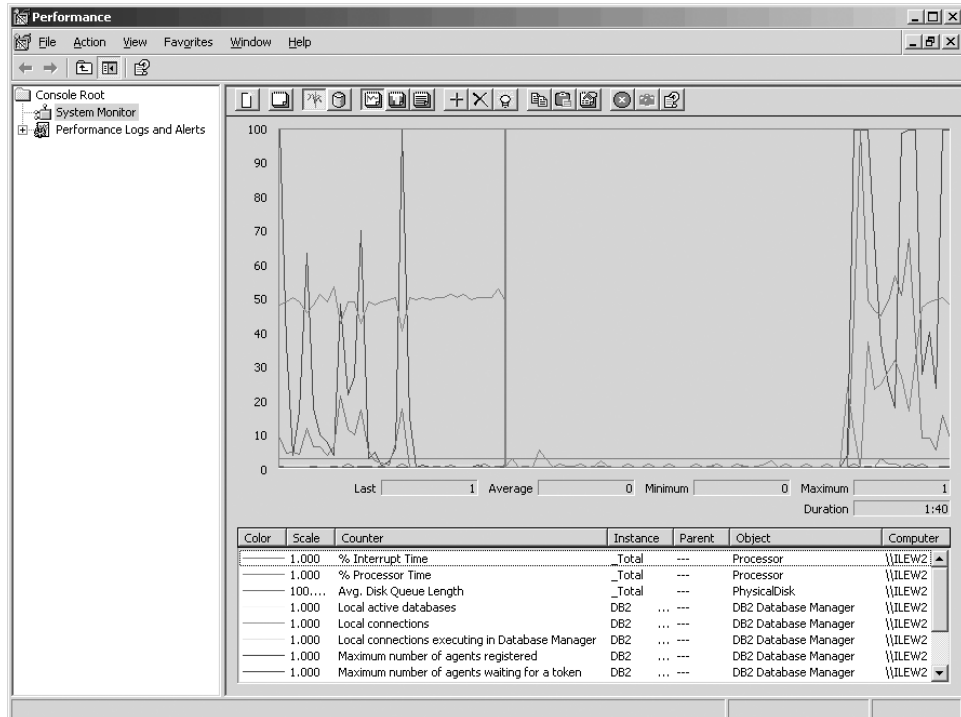 Performance
File Action View Favorites Window Help
Console Root
System Monitor
Performance Logs and Alerts
100
90
80
70
60
50
40
30
20
10
0
Last 1 Average 0 Minimum 0 Maximum 1
Duration 1:40
Color Scale Counter Instance Parent Object Computer
1.000 % Interrupt Time _Total --- Processor \\ILEW2
1.000 % Processor Time _Total --- Processor \\ILEW2
100.... Avg. Disk Queue Length _Total --- PhysicalDisk \\ILEW2
1.000 Local active databases DB2 ... --- DB2 Database Manager \\ILEW2
1.000 Local connections DB2 ... --- DB2 Database Manager \\ILEW2
1.000 Local connections executing in Database Manager DB2 ... --- DB2 Database Manager \\ILEW2
1.000 Maximum number of agents registered DB2 ... --- DB2 Database Manager \\ILEW2
1.000 Maximum number of agents waiting for a token DB2 ... --- DB2 Database Manager \\ILEW2